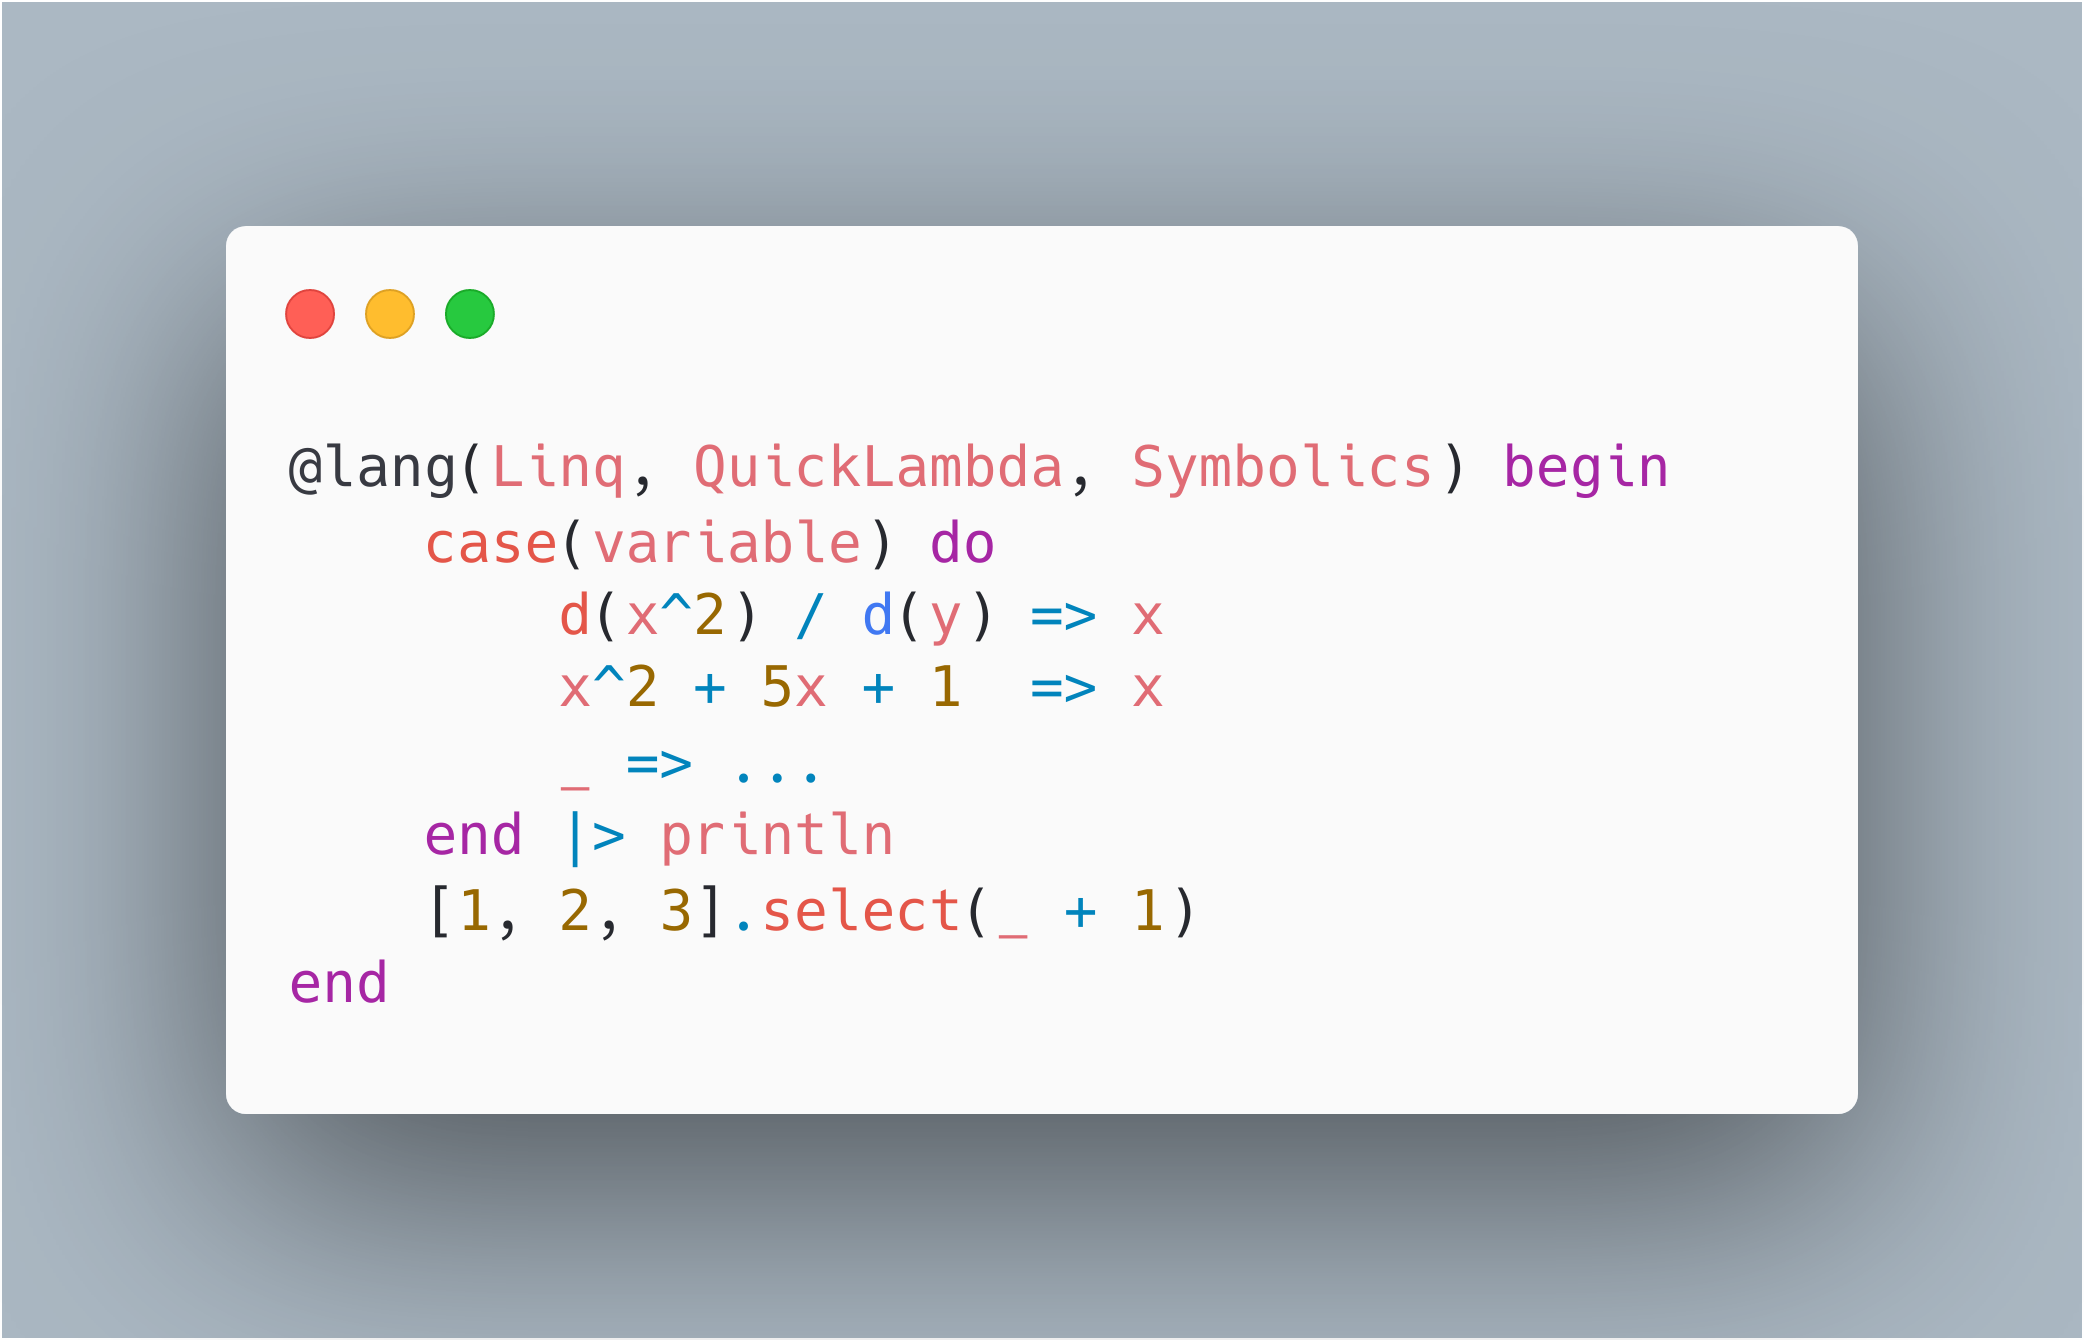 @lang(Linq, QuickLambda, Symbolics) begin
    case(variable) do
        d(x^2) / d(y) => x
        x^2 + 5x + 1  => x
        _ => ...
    end |> println
    [1, 2, 3].select(_ + 1)
end